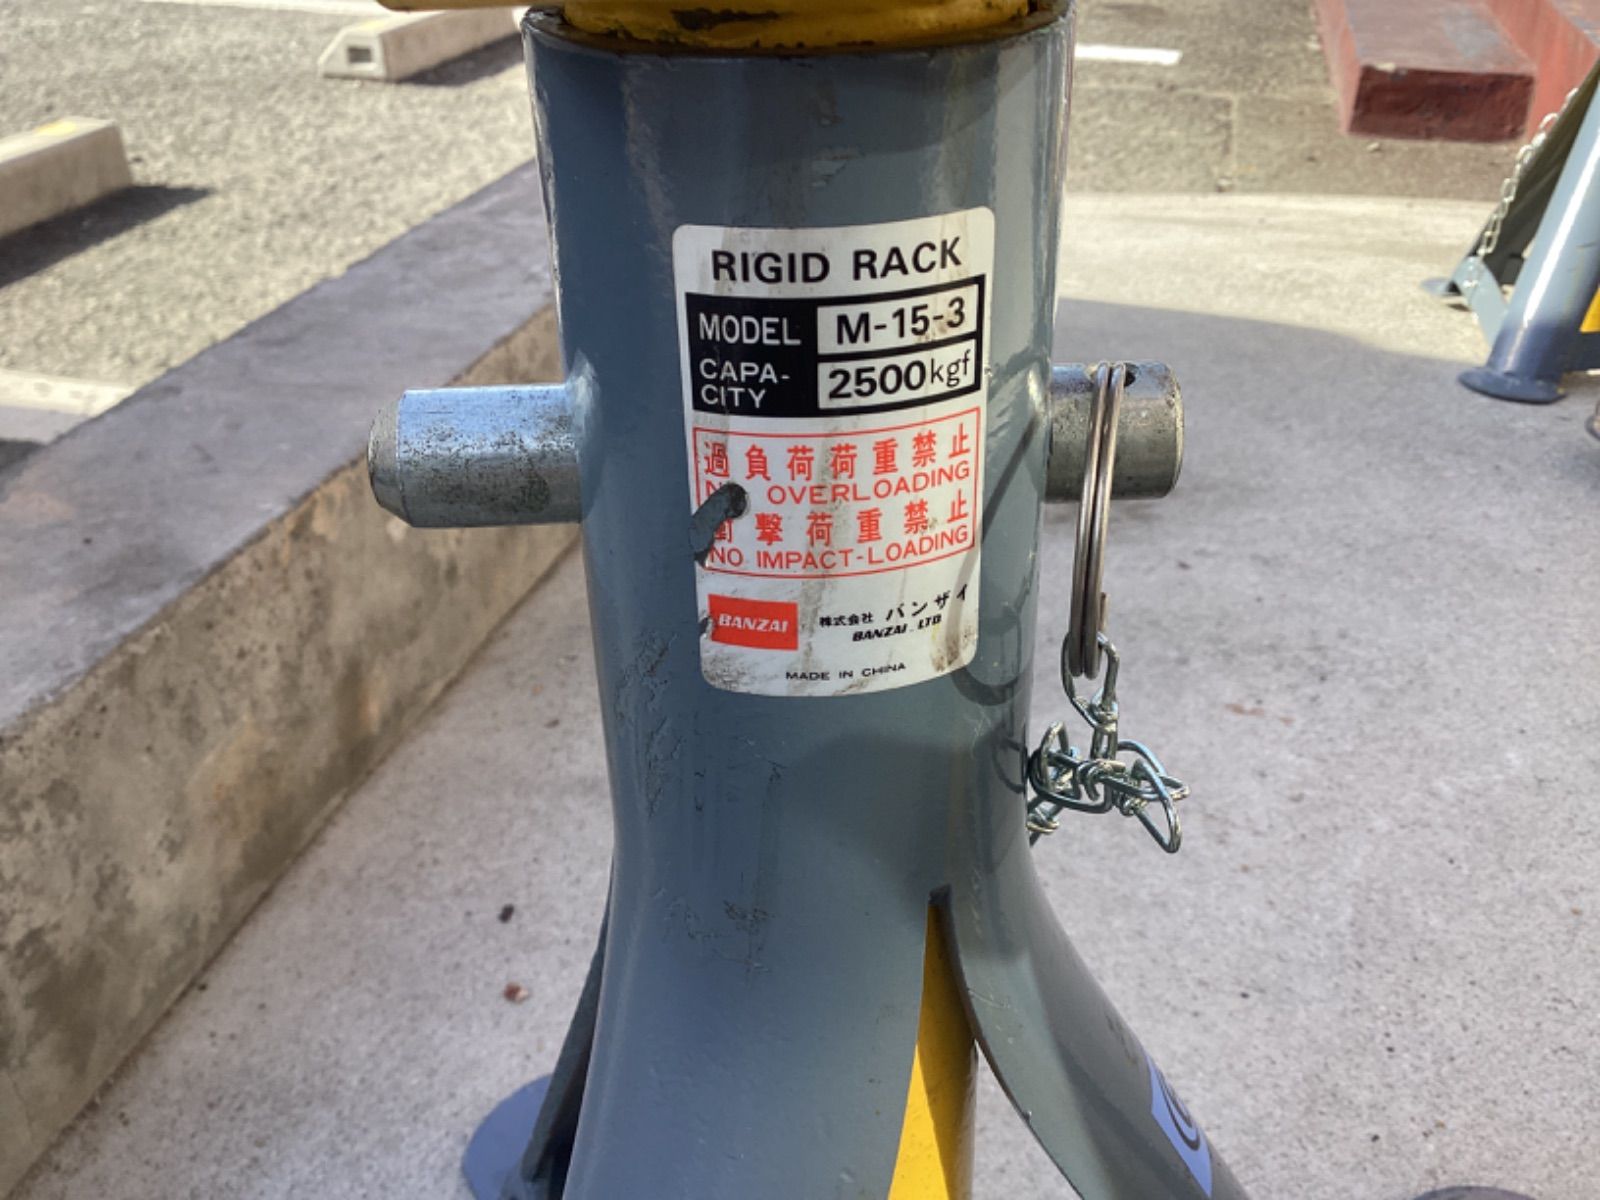 RIGID RACK
MODEL M-15-3
CAPA-
CITY 2500kgf
過負荷荷重禁止
OVERLOADING
衝撃荷重禁止
NO IMPACT-LOADING
BANZAI 株式会社 バンザイ
BANZAI. LTD
MADE IN CHINA